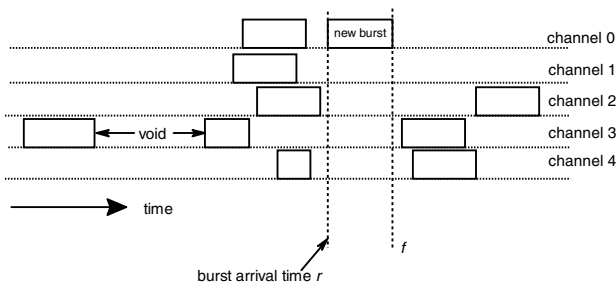 new burst
channel 0
channel 1
channel 2
void
channel 3
channel 4
time
f
burst arrival time r